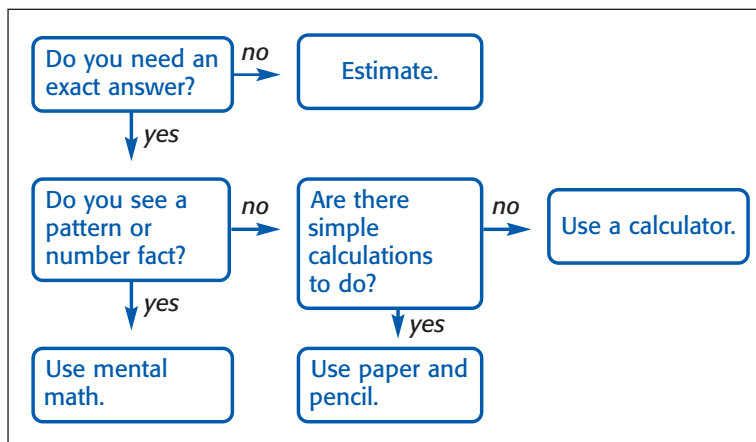 Do you need an
exact answer?
no
Estimate.
yes
Do you see a
pattern or
number fact?
no
Are there
simple
calculations
to do?
no
Use a calculator.
yes
Use mental
math.
yes
Use paper and
pencil.